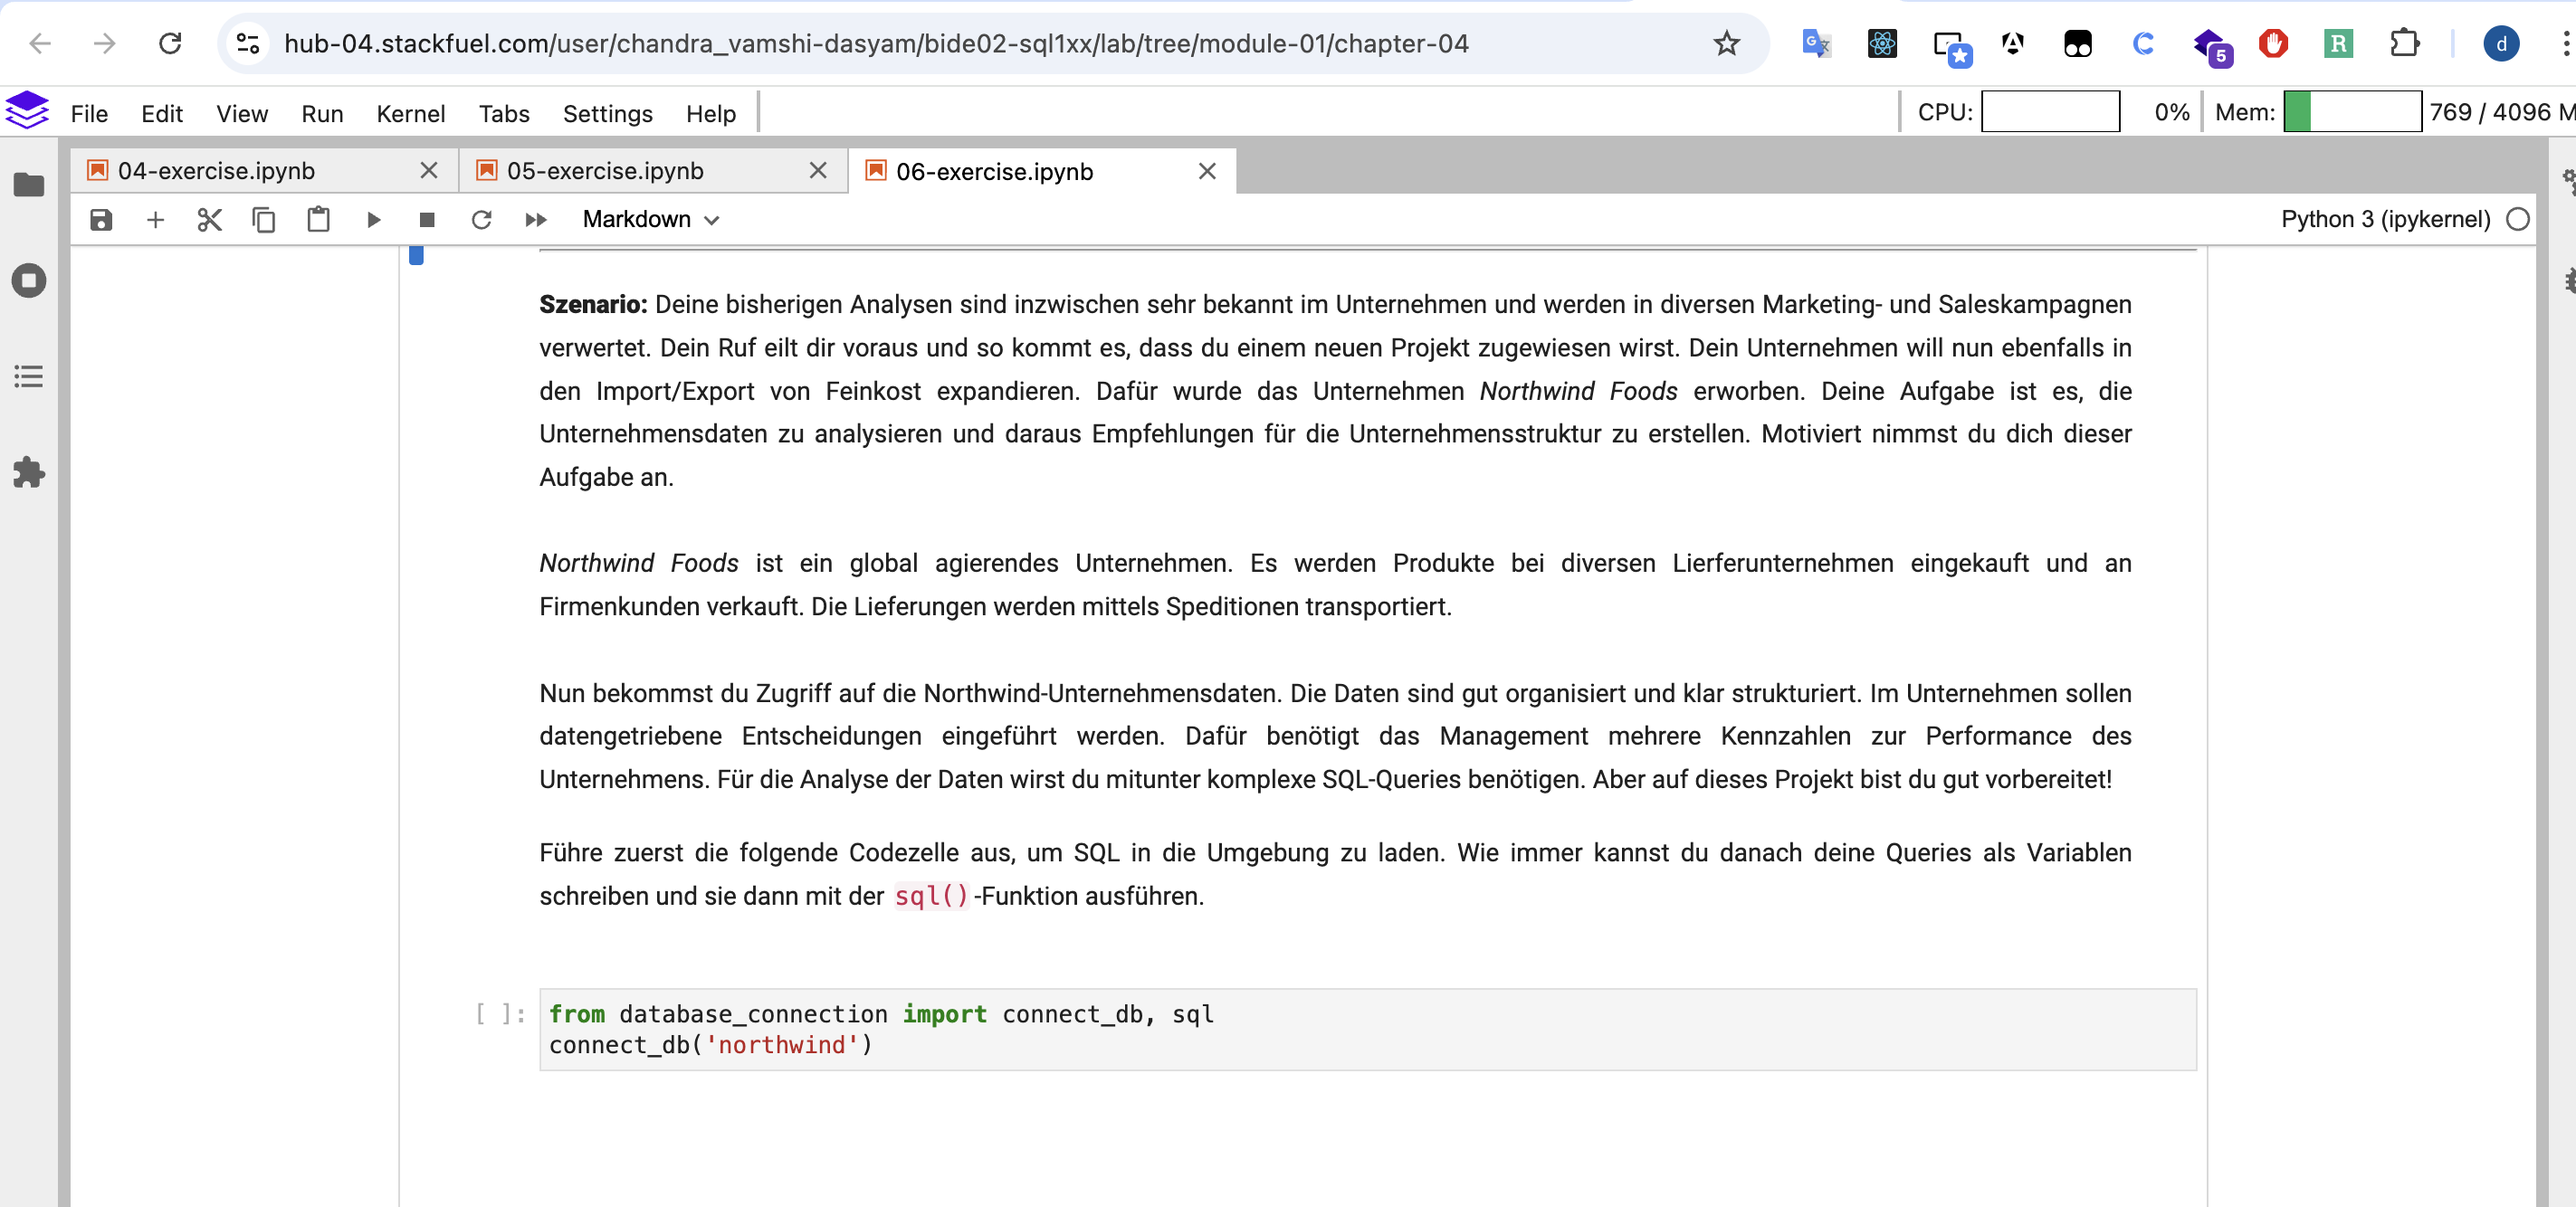 hub-04.stackfuel.com/user/chandra_vamshi-dasyam/bide02-sql1xx/lab/tree/module-01/chapter-04
5
R
d
File Edit View Run Kernel Tabs Settings Help
CPU: 0% Mem: 769 / 4096 M
04-exercise.ipynb 05-exercise.ipynb 06-exercise.ipynb
Markdown Python 3 (ipykernel)
Szenario: Deine bisherigen Analysen sind inzwischen sehr bekannt im Unternehmen und werden in diversen Marketing- und Saleskampagnen
verwertet. Dein Ruf eilt dir voraus und so kommt es, dass du einem neuen Projekt zugewiesen wirst. Dein Unternehmen will nun ebenfalls in
den Import/Export von Feinkost expandieren. Dafür wurde das Unternehmen Northwind Foods erworben. Deine Aufgabe ist es, die
Unternehmensdaten zu analysieren und daraus Empfehlungen für die Unternehmensstruktur zu erstellen. Motiviert nimmst du dich dieser
Aufgabe an.
Northwind Foods ist ein global agierendes Unternehmen. Es werden Produkte bei diversen Lierferunternehmen eingekauft und an
Firmenkunden verkauft. Die Lieferungen werden mittels Speditionen transportiert.
Nun bekommst du Zugriff auf die Northwind-Unternehmensdaten. Die Daten sind gut organisiert und klar strukturiert. Im Unternehmen sollen
datengetriebene Entscheidungen eingeführt werden. Dafür benötigt das Management mehrere Kennzahlen zur Performance des
Unternehmens. Für die Analyse der Daten wirst du mitunter komplexe SQL-Queries benötigen. Aber auf dieses Projekt bist du gut vorbereitet!
Führe zuerst die folgende Codezelle aus, um SQL in die Umgebung zu laden. Wie immer kannst du danach deine Queries als Variablen
schreiben und sie dann mit der sql()-Funktion ausführen.
[ ]: from database_connection import connect_db, sql
connect_db('northwind')